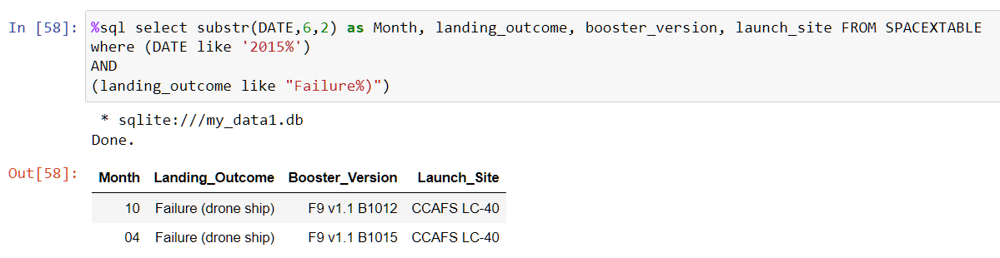 In [58]: %sql select substr(DATE,6,2) as Month, landing_outcome, booster_version, launch_site FROM SPACEXTABLE
where (DATE like '2015%')
AND
(landing_outcome like "Failure%)")
* sqlite:///my_data1.db
Done.
Out[58]: Month Landing_Outcome Booster_Version Launch_Site
10 Failure (drone ship) F9 v1.1 B1012 CCAFS LC-40
04 Failure (drone ship) F9 v1.1 B1015 CCAFS LC-40